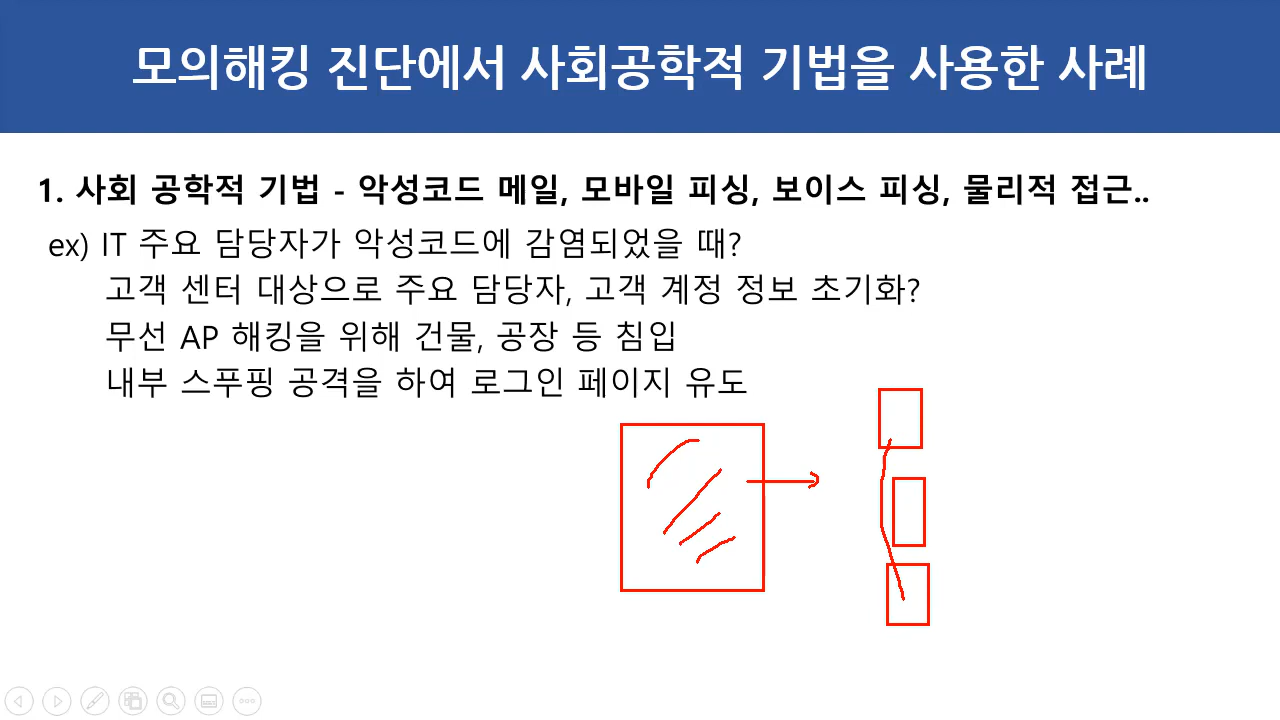 모의해킹 진단에서 사회공학적 기법을 사용한 사례
1. 사회 공학적 기법 - 악성코드 메일, 모바일 피싱, 보이스 피싱, 물리적 접근..
ex) IT 주요 담당자가 악성코드에 감염되었을 때?
고객 센터 대상으로 주요 담당자, 고객 계정 정보 초기화?
무선 AP 해킹을 위해 건물, 공장 등 침입
내부 스푸핑 공격을 하여 로그인 페이지 유도